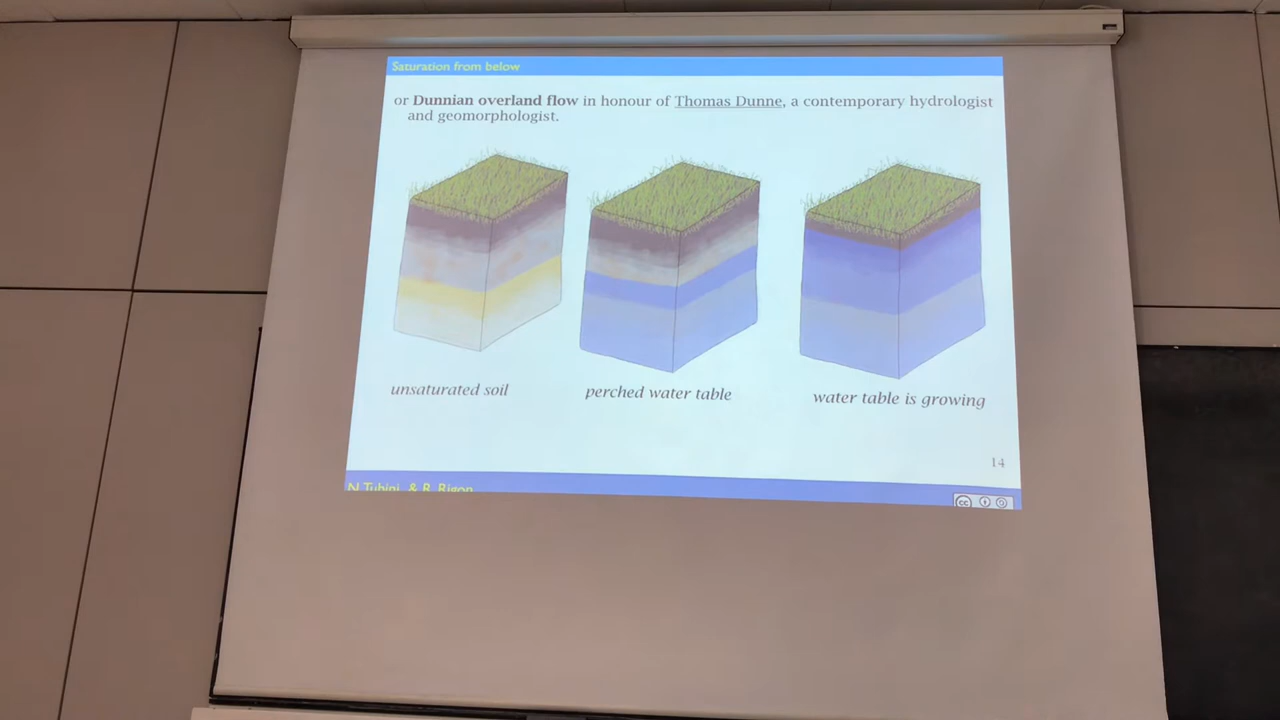 Saturation from below
or Dunnian overland flow in honour of Thomas Dunne, a contemporary hydrologist
and geomorphologist.
unsaturated soil
perched water table
water table is growing
14
N Tubini & R. Rigon
cc